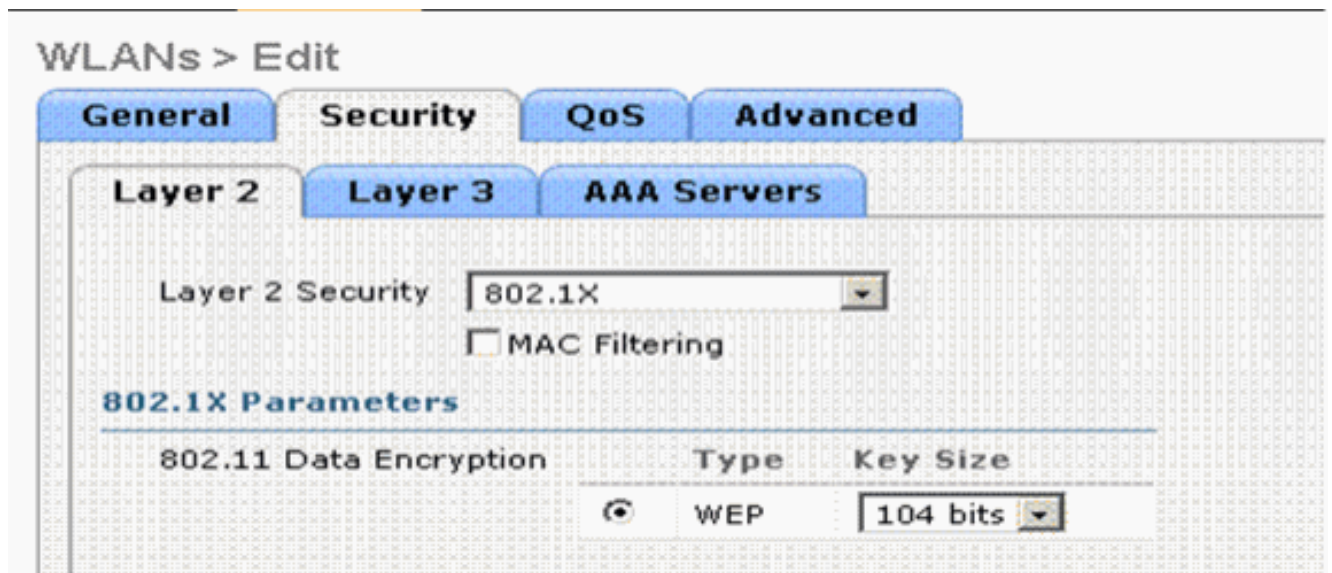 WLANs > Edit
General Security QoS Advanced
Layer 2 Layer 3 AAA Servers
Layer 2 Security 802.1X
MAC Filtering
802.1X Parameters
802.11 Data Encryption Type Key Size
WEP 104 bits